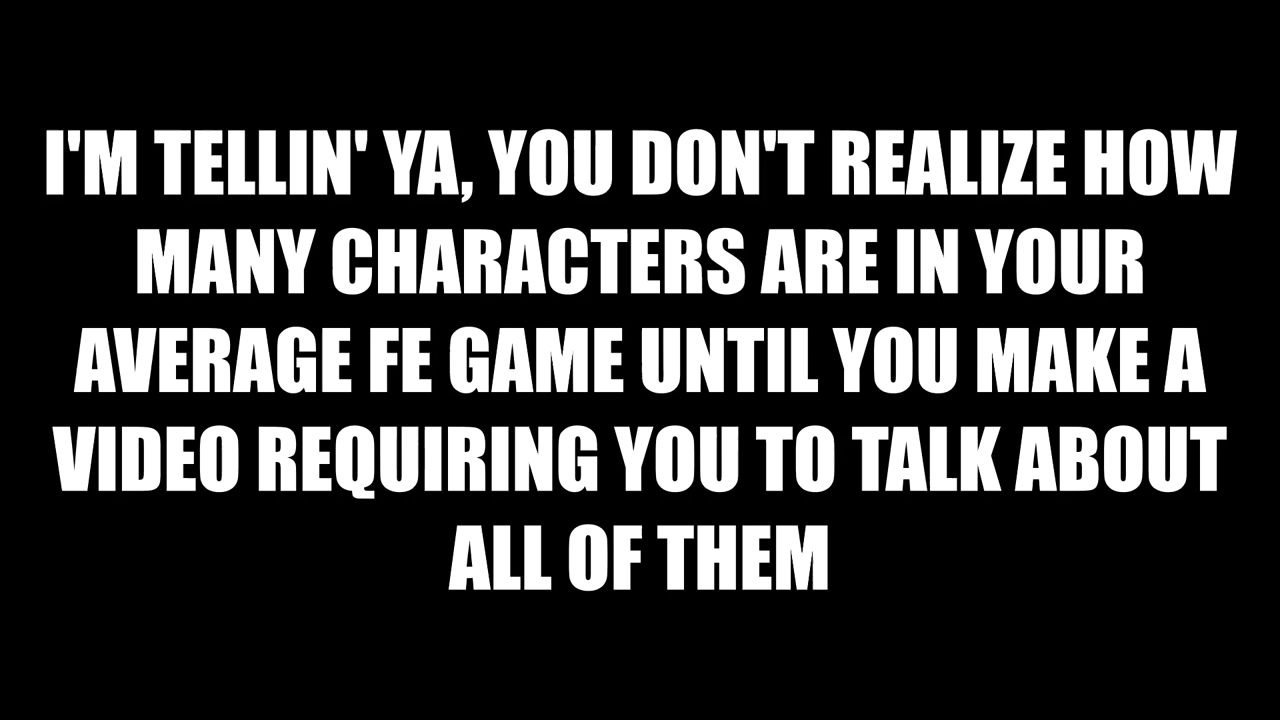 I'M TELLIN' YA, YOU DON'T REALIZE HOW
MANY CHARACTERS ARE IN YOUR
AVERAGE FE GAME UNTIL YOU MAKE A
VIDEO REQUIRING YOU TO TALK ABOUT
ALL OF THEM